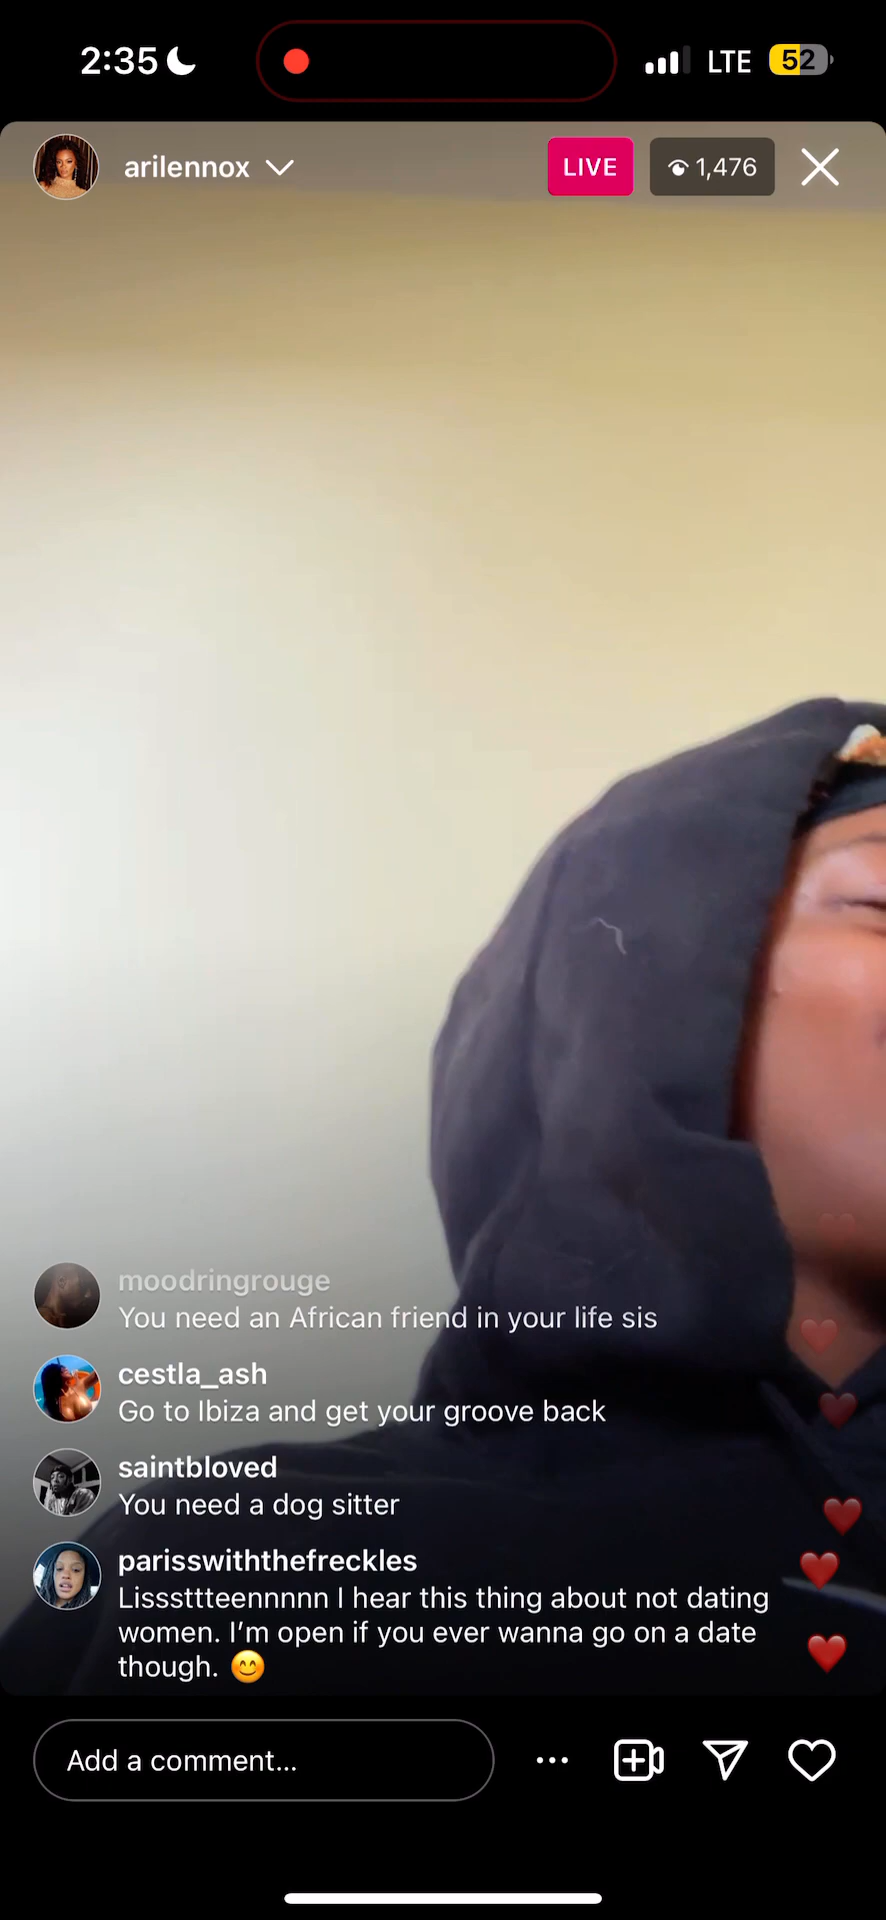 2:35
LTE
52
arilennox
LIVE
1,476
moodringrouge
You need an African friend in your life sis
cestla_ash
Go to Ibiza and get your groove back
saintbloved
You need a dog sitter
parisswiththefreckles
Lisssttteennnnn I hear this thing about not dating
women. I’m open if you ever wanna go on a date
though. 😊
Add a comment...